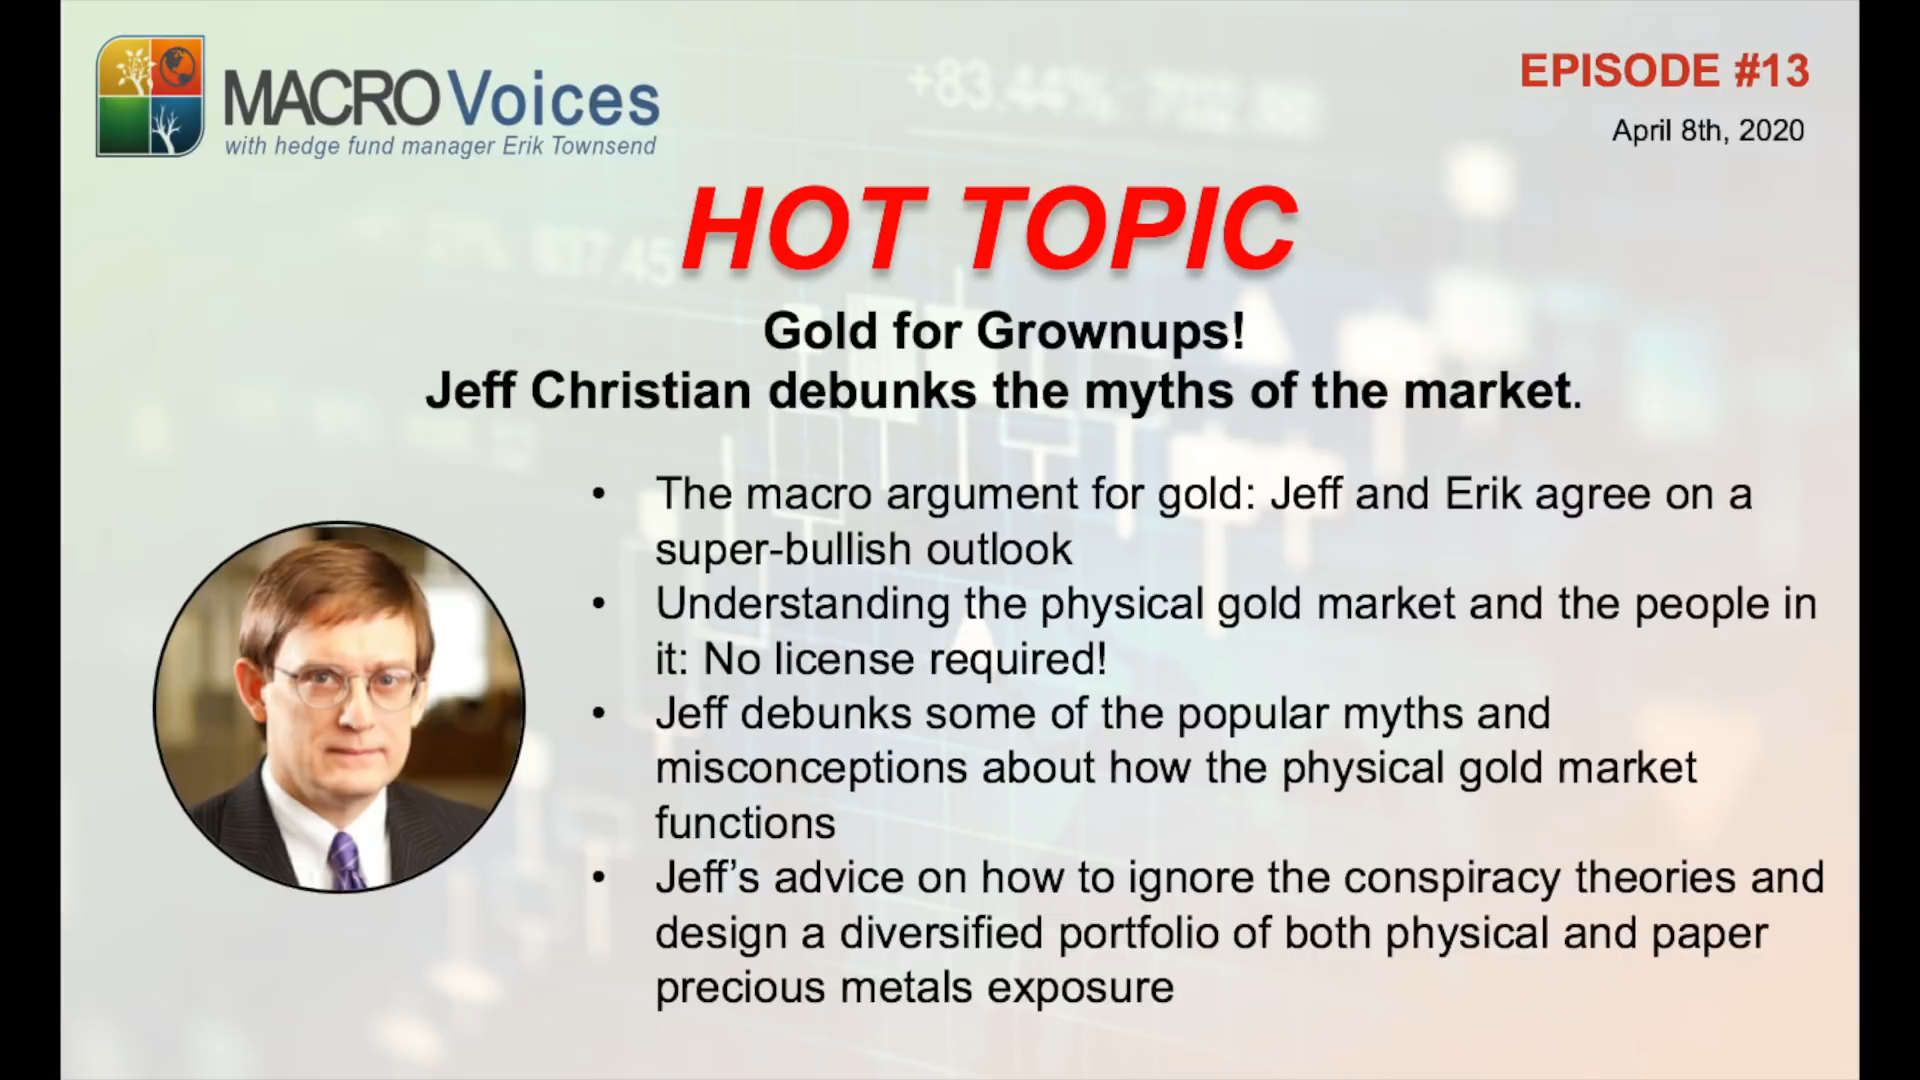 MACROVoices
with hedge fund manager Erik Townsend
EPISODE #13
April 8th, 2020
HOT TOPIC
Gold for Grownups!
Jeff Christian debunks the myths of the market.
• The macro argument for gold: Jeff and Erik agree on a
super-bullish outlook
• Understanding the physical gold market and the people in
it: No license required!
• Jeff debunks some of the popular myths and
misconceptions about how the physical gold market
functions
• Jeff’s advice on how to ignore the conspiracy theories and
design a diversified portfolio of both physical and paper
precious metals exposure